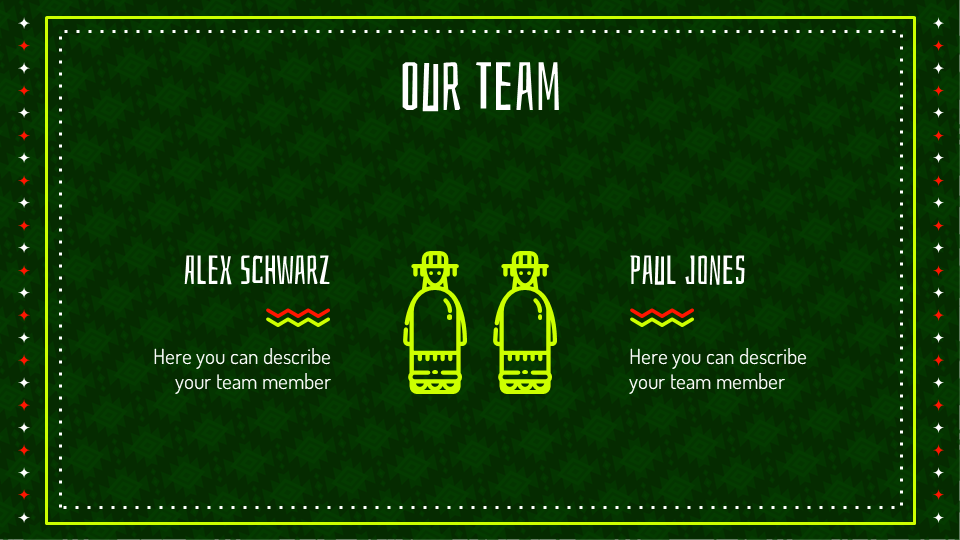 OUR TEAM
ALEX SCHWARZ
Here you can describe
your team member
PAUL JONES
Here you can describe
your team member